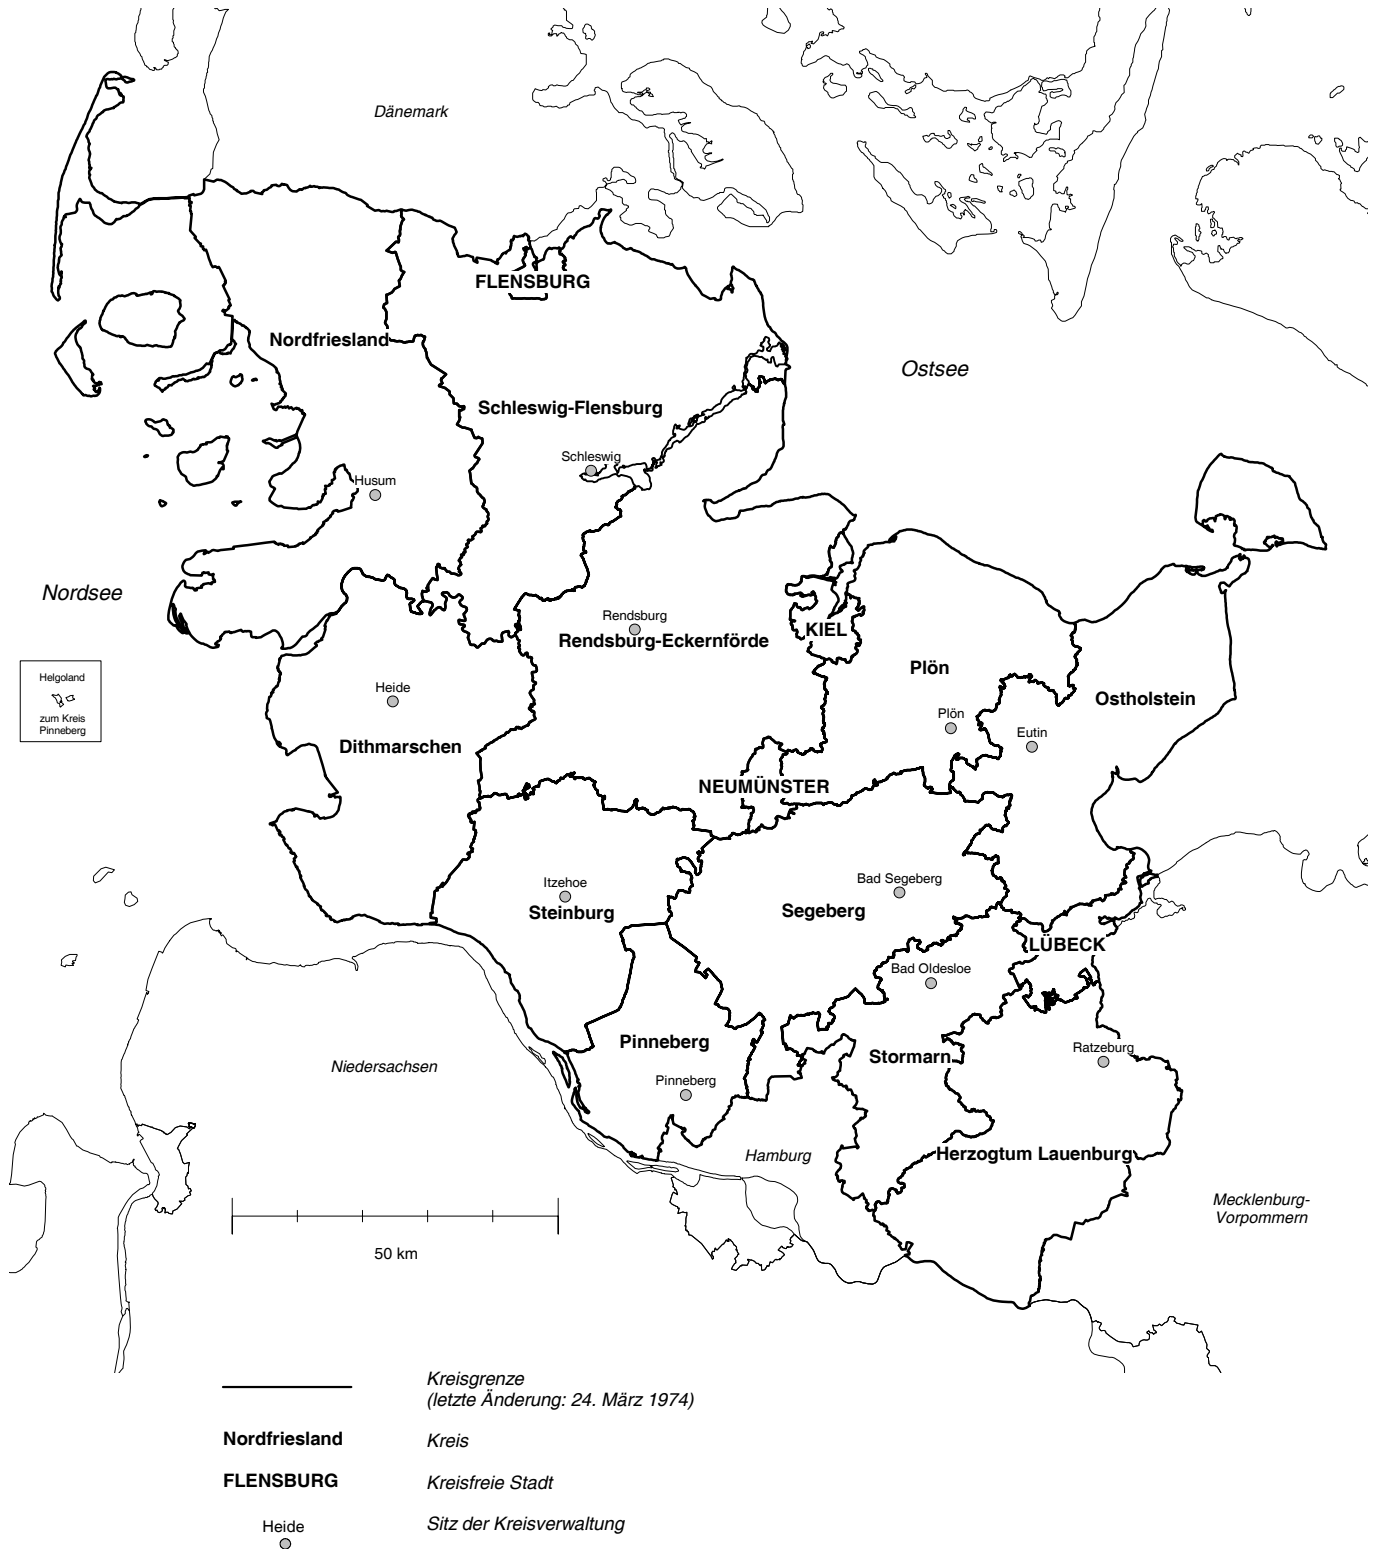 Dänemark
FLENSBURG
Nordfriesland
Ostsee
Schleswig-Flensburg
Schleswig
Husum
Nordsee
Rendsburg
Rendsburg-Eckernförde
KIEL
Plön
Helgoland
zum Kreis
Pinneberg
Heide
Ostholstein
Plön
Eutin
Dithmarschen
NEUMÜNSTER
Itzehoe
Steinburg
Bad Segeberg
Segeberg
LÜBECK
Bad Oldesloe
Pinneberg
Stormarn
Ratzeburg
Niedersachsen
Pinneberg
Hamburg
Herzogtum Lauenburg
Mecklenburg-
Vorpommern
50 km
Kreisgrenze
(letzte Änderung: 24. März 1974)
Nordfriesland Kreis
FLENSBURG Kreisfreie Stadt
Heide Sitz der Kreisverwaltung